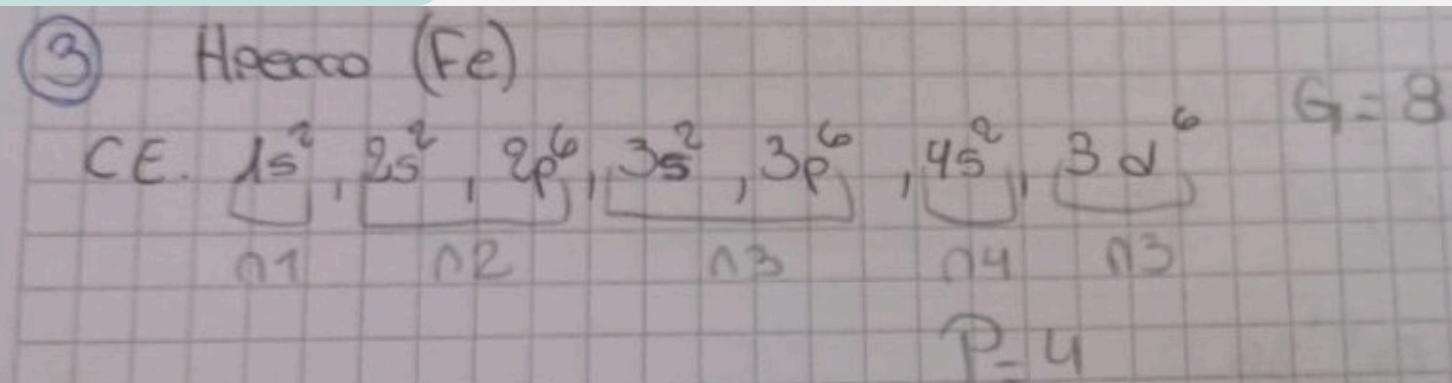 ③ Hierro (Fe)
G = 8
CE. 1s², 2s², 2p⁶, 3s², 3p⁶, 4s², 3d⁶
n1 n2 n3 n4 n3
P = 4